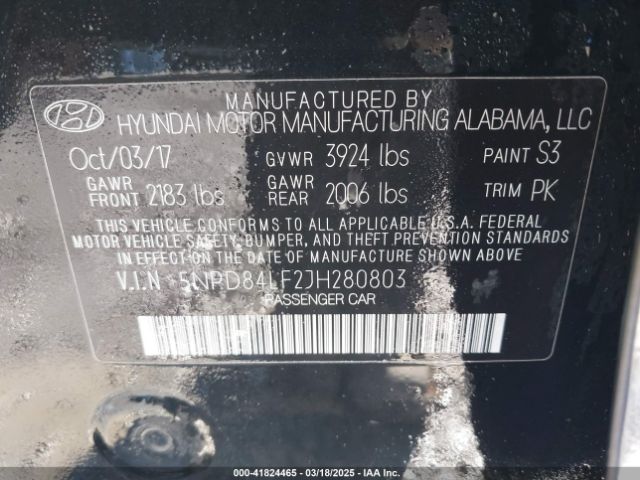 MANUFACTURED BY
HYUNDAI MOTOR MANUFACTURING ALABAMA, LLC
Oct/03/17 GVWR 3924 lbs PAINT S3
GAWR FRONT 2183 lbs GAWR REAR 2006 lbs TRIM PK
THIS VEHICLE CONFORMS TO ALL APPLICABLE U.S.A. FEDERAL
MOTOR VEHICLE SAFETY, BUMPER, AND THEFT PREVENTION
STANDARDS IN EFFECT ON THE DATE OF MANUFACTURE SHOWN ABOVE
V.I.N 5NPD84LF2JH280803
PASSENGER CAR
000-41824465 - 03/18/2025 - IAA Inc.